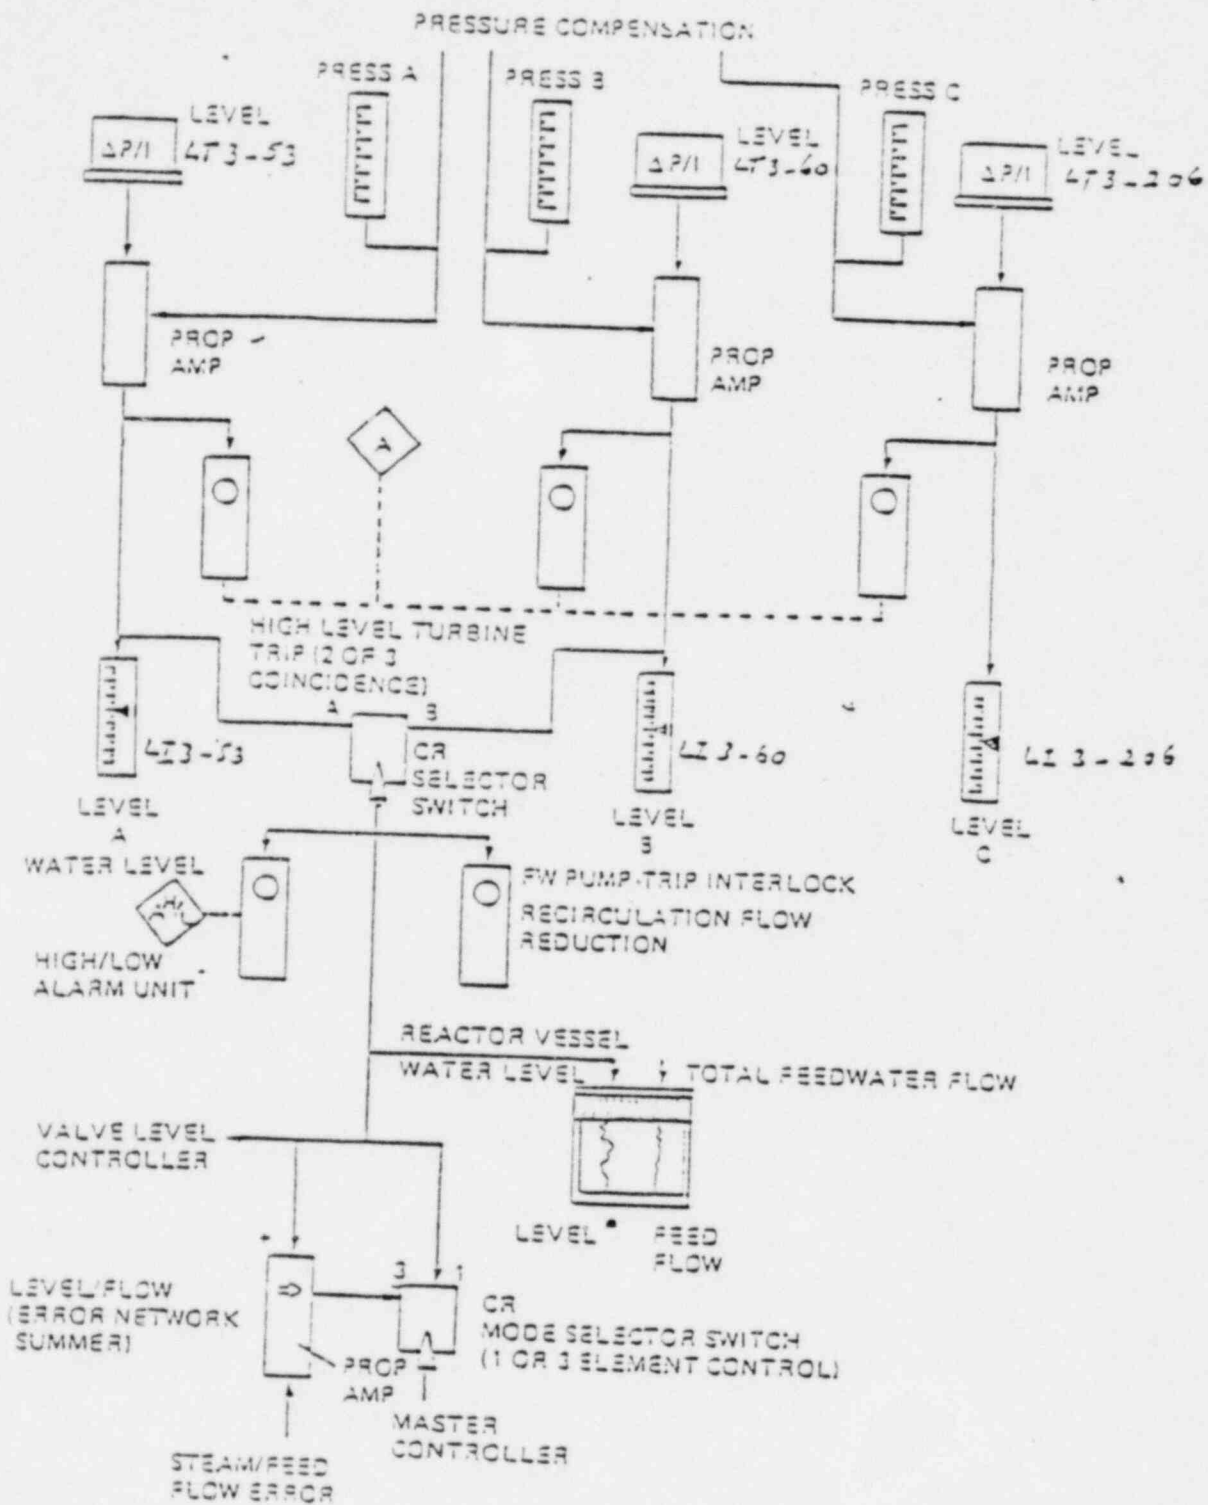 PRESSURE COMPENSATION
PRESS A
PRESS B
PRESS C
LEVEL
LT3-53
ΔP/I
LEVEL
LT3-60
ΔP/I
LEVEL
LT3-206
ΔP/I
PROP
AMP
PROP
AMP
PROP
AMP
A
HIGH LEVEL TURBINE
TRIP (2 OF 3
COINCIDENCE)
A
B
CR
SELECTOR
SWITCH
LI3-53
LI3-60
LI3-206
LEVEL
A
LEVEL
B
LEVEL
C
WATER LEVEL
HIGH/LOW
ALARM UNIT
FW PUMP-TRIP INTERLOCK
RECIRCULATION FLOW
REDUCTION
REACTOR VESSEL
WATER LEVEL
TOTAL FEEDWATER FLOW
VALVE LEVEL
CONTROLLER
LEVEL
FEED
FLOW
LEVEL/FLOW
(ERROR NETWORK
SUMMER)
3
1
CR
MODE SELECTOR SWITCH
(1 OR 3 ELEMENT CONTROL)
PROP
AMP
MASTER
CONTROLLER
STEAM/FEED
FLOW ERROR